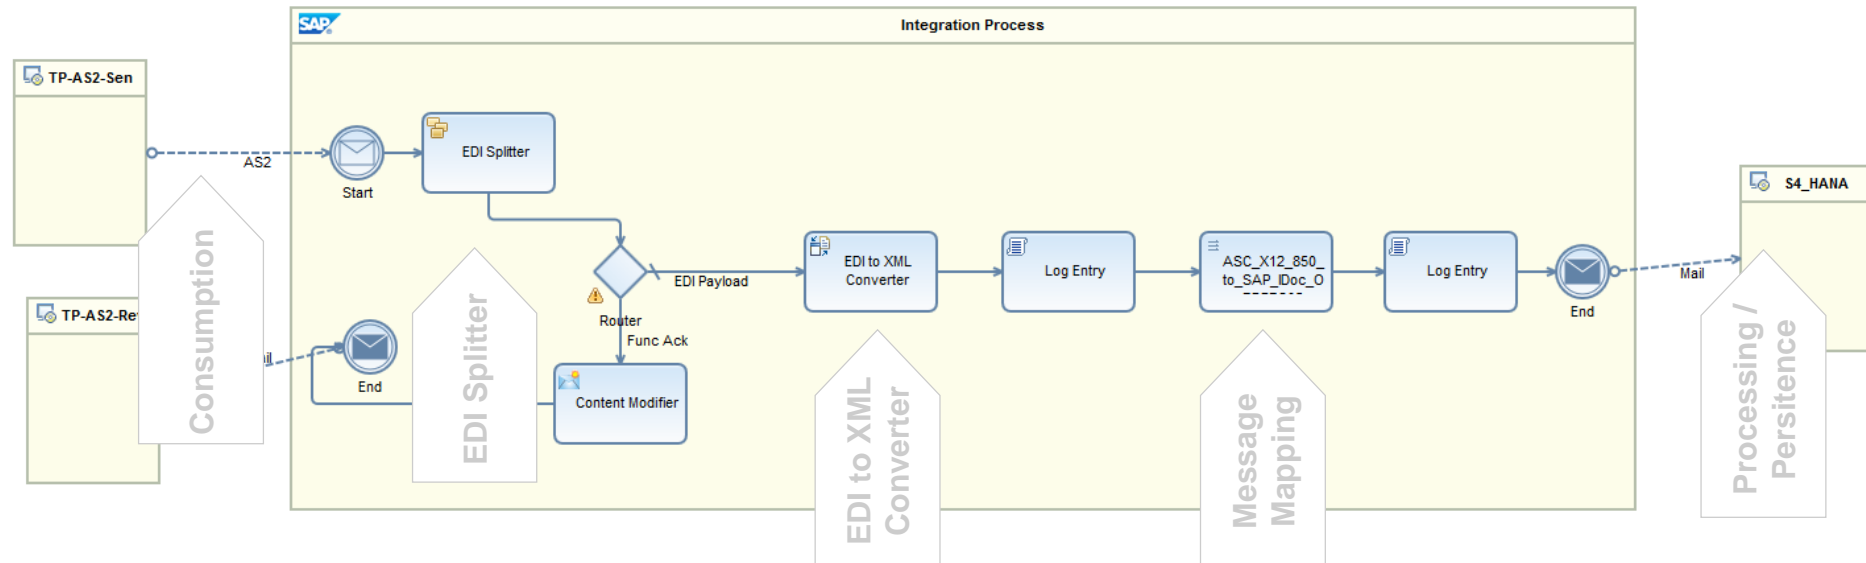 SAP
Integration Process
TP-AS2-Sen
AS2
Start
EDI Splitter
Router
EDI Payload
Func Ack
EDI to XML
Converter
Log Entry
ASC_X12_850_
to_SAP_IDoc_O
Log Entry
End
Mail
S4_HANA
TP-AS2-Re
End
Content Modifier
Consumption
EDI Splitter
EDI to XML
Converter
Message
Mapping
Processing /
Persitence